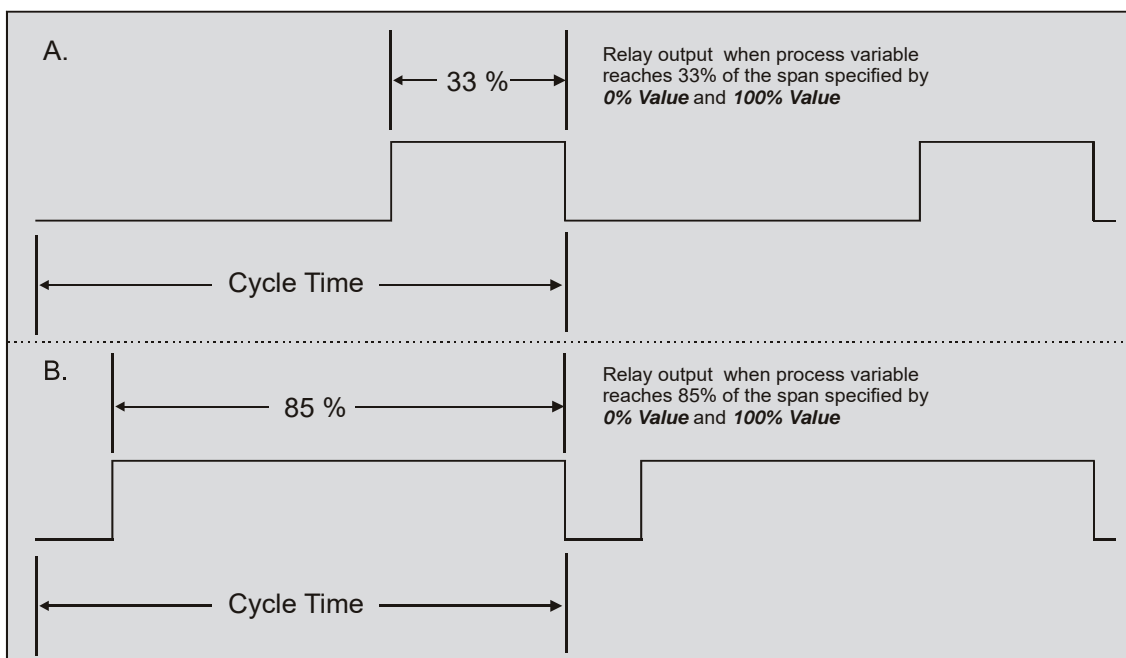 A.
33 %
Relay output when process variable
reaches 33% of the span specified by
0% Value and 100% Value
Cycle Time
B.
85 %
Relay output when process variable
reaches 85% of the span specified by
0% Value and 100% Value
Cycle Time